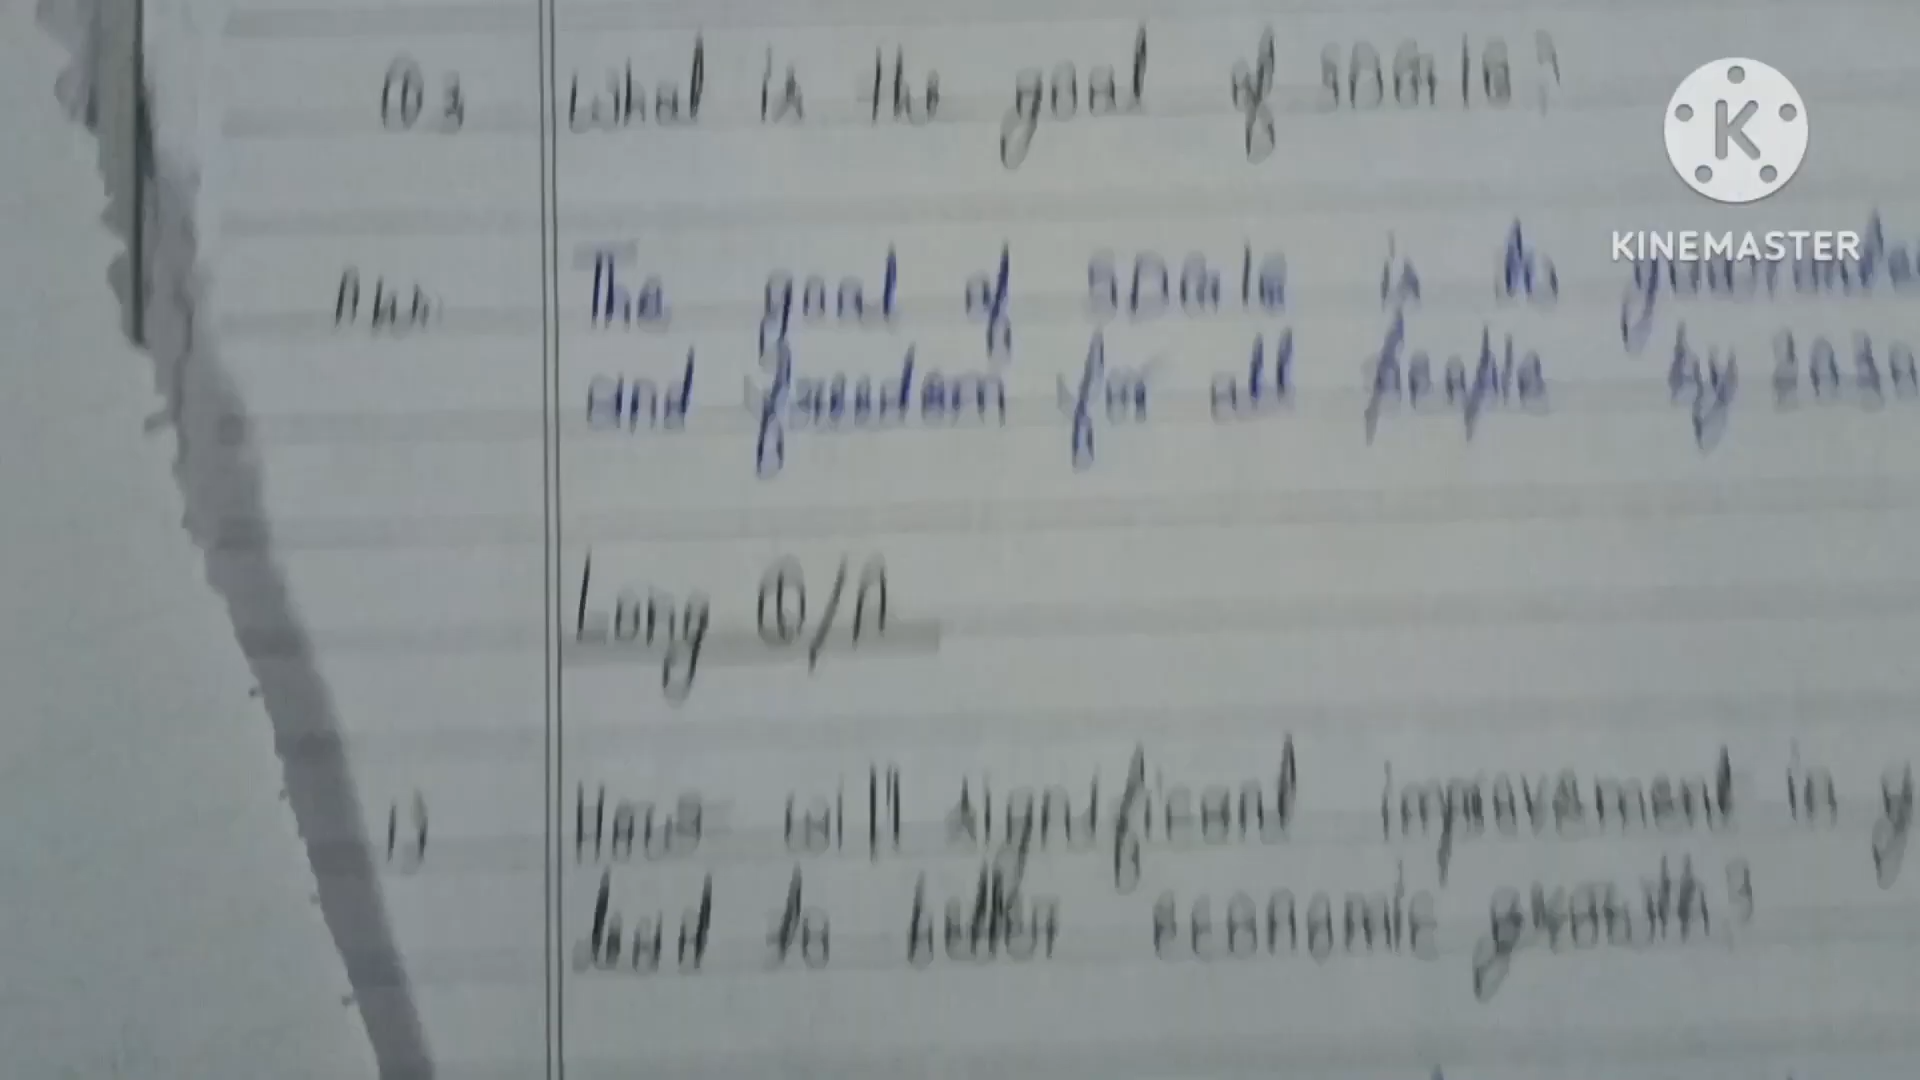 Q3 What is the goal of SDG 16?
Ans: The goal of SDG 16 is to
and freedom for all people by 2030
Long Q/A
1) How will significant improvement in
lead to better economic growth?
KINEMASTER